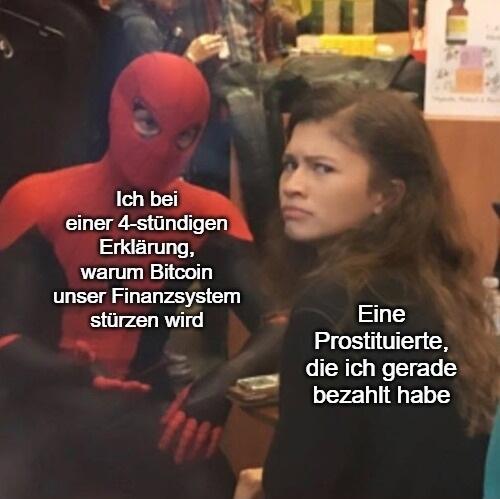 Ich bei
einer 4-stündigen
Erklärung,
warum Bitcoin
unser Finanzsystem
stürzen wird
Eine
Prostituierte,
die ich gerade
bezahlt habe